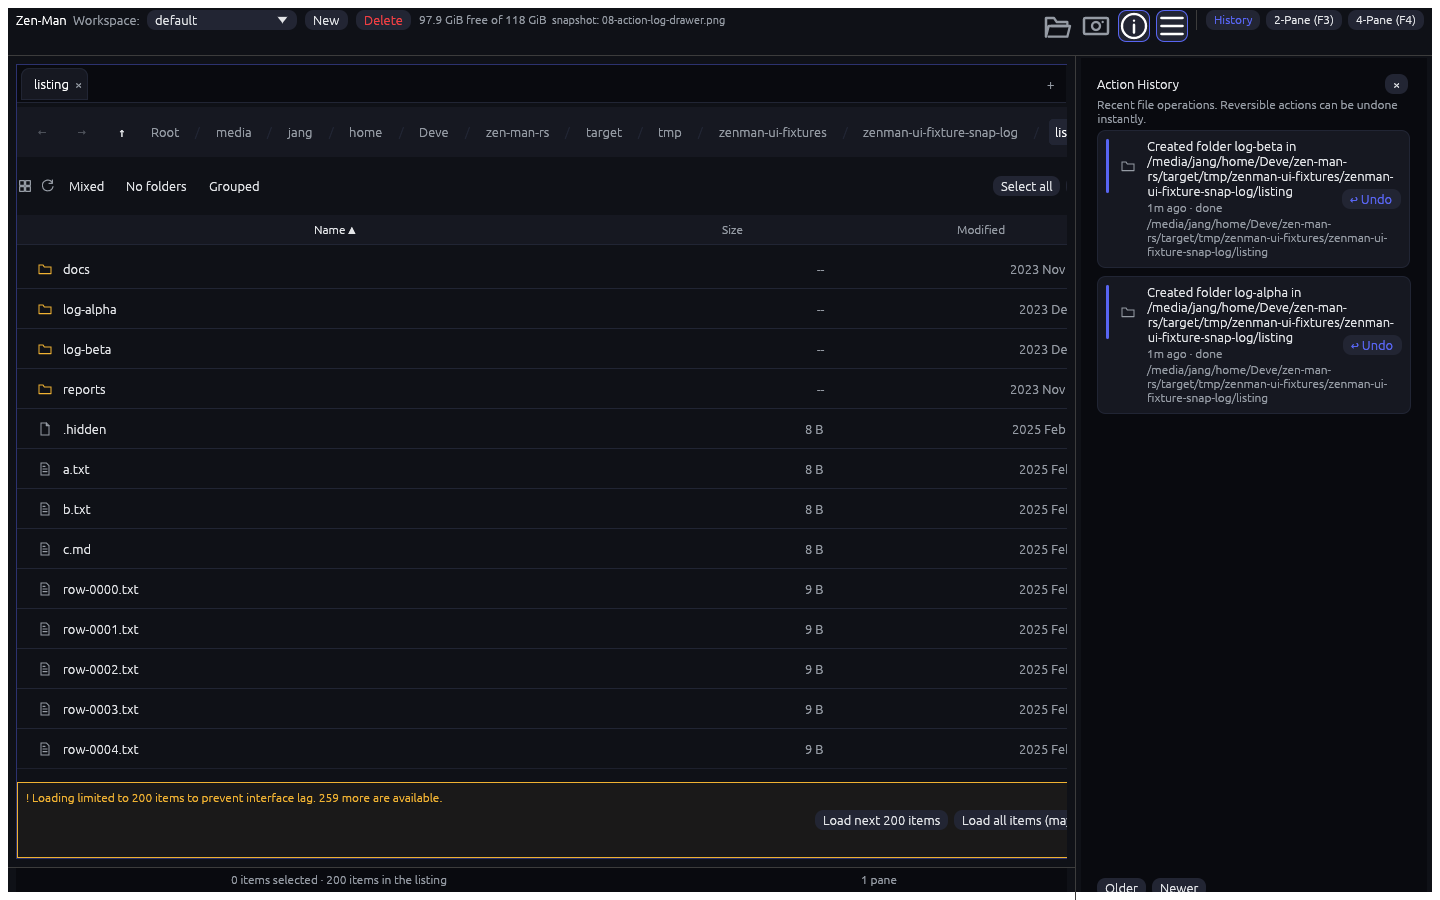 Zen-Man Workspace: default New Delete 97.9 GiB free of 118 GiB snapshot: 08-action-log-drawer.png History 2-Pane (F3) 4-Pane (F4)
listing × +
← → ↑ Root / media / jang / home / Deve / zen-man-rs / target / tmp / zenman-ui-fixtures / zenman-ui-fixture-snap-log / lis
Mixed No folders Grouped Select all
Name▲ Size Modified
docs -- 2023 Nov
log-alpha -- 2023 De
log-beta -- 2023 De
reports -- 2023 Nov
.hidden 8 B 2025 Feb
a.txt 8 B 2025 Fel
b.txt 8 B 2025 Fel
c.md 8 B 2025 Fel
row-0000.txt 9 B 2025 Fel
row-0001.txt 9 B 2025 Fel
row-0002.txt 9 B 2025 Fel
row-0003.txt 9 B 2025 Fel
row-0004.txt 9 B 2025 Fel
! Loading limited to 200 items to prevent interface lag. 259 more are available.
Load next 200 items Load all items (may
0 items selected · 200 items in the listing 1 pane
Action History ×
Recent file operations. Reversible actions can be undone
instantly.
Created folder log-beta in
/media/jang/home/Deve/zen-man-
rs/target/tmp/zenman-ui-fixtures/zenman-
ui-fixture-snap-log/listing
↩ Undo
1m ago · done
/media/jang/home/Deve/zen-man-
rs/target/tmp/zenman-ui-fixtures/zenman-ui-
fixture-snap-log/listing
Created folder log-alpha in
/media/jang/home/Deve/zen-man-
rs/target/tmp/zenman-ui-fixtures/zenman-
ui-fixture-snap-log/listing
↩ Undo
1m ago · done
/media/jang/home/Deve/zen-man-
rs/target/tmp/zenman-ui-fixtures/zenman-ui-
fixture-snap-log/listing
Older Newer